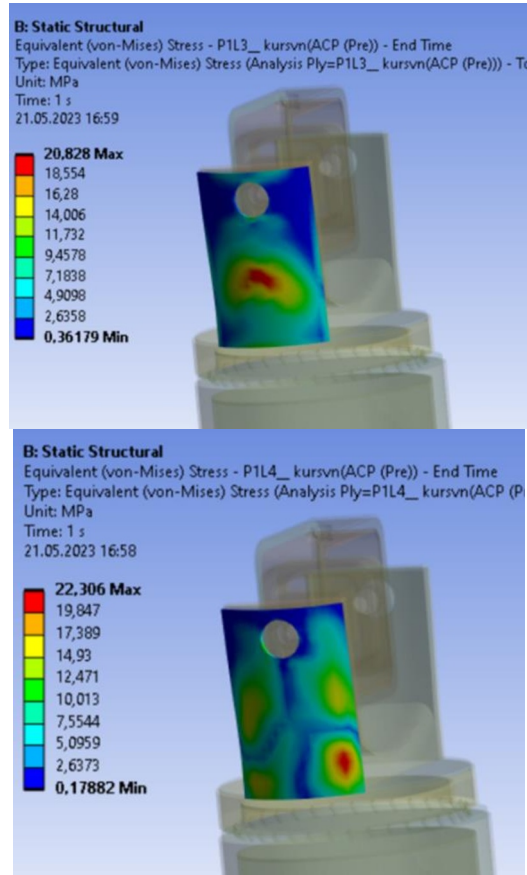 B: Static Structural
Equivalent (von-Mises) Stress - P1L3__ kursvn(ACP (Pre)) - End Time
Type: Equivalent (von-Mises) Stress (Analysis Ply=P1L3__ kursvn(ACP (Pre))) - To
Unit: MPa
Time: 1 s
21.05.2023 16:59
20,828 Max
18,554
16,28
14,006
11,732
9,4578
7,1838
4,9098
2,6358
0,36179 Min
B: Static Structural
Equivalent (von-Mises) Stress - P1L4__ kursvn(ACP (Pre)) - End Time
Type: Equivalent (von-Mises) Stress (Analysis Ply=P1L4__ kursvn(ACP (P
Unit: MPa
Time: 1 s
21.05.2023 16:58
22,306 Max
19,847
17,389
14,93
12,471
10,013
7,5544
5,0959
2,6373
0,17882 Min